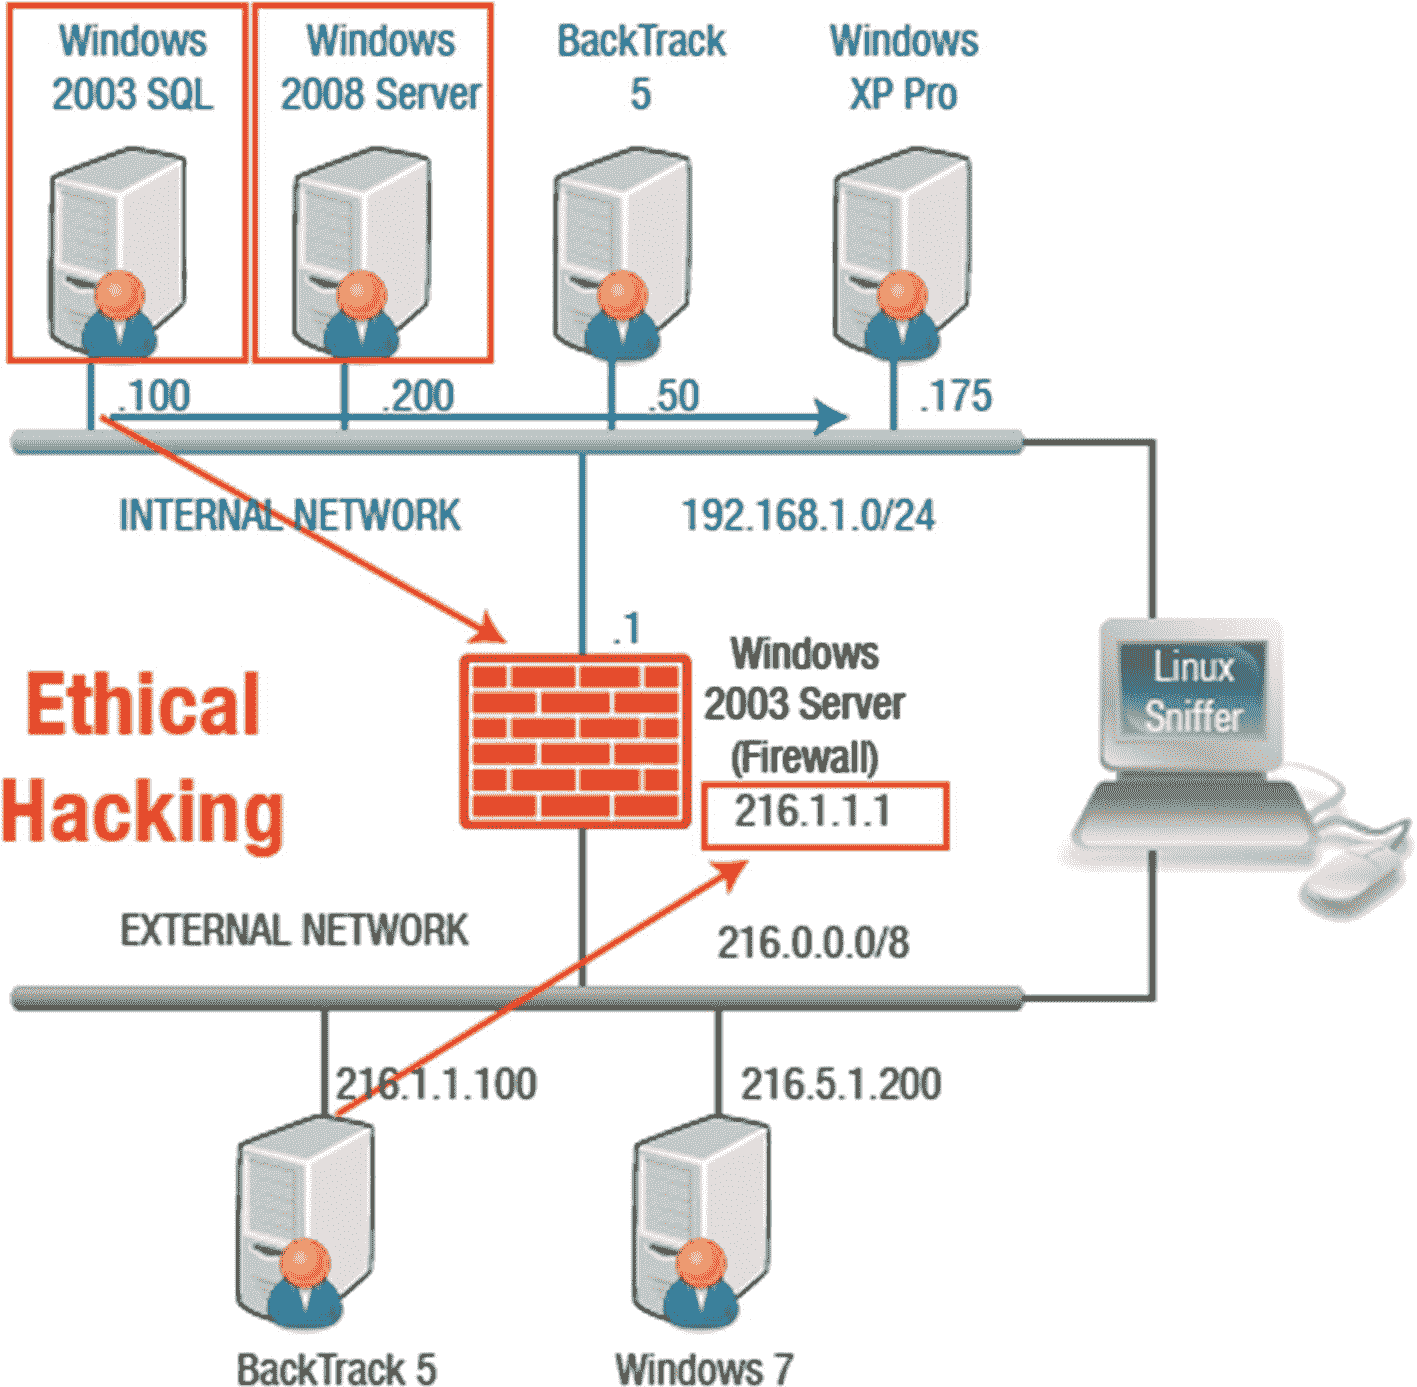 Windows
2003 SQL
Windows
2008 Server
BackTrack
5
Windows
XP Pro
.100
.200
.50
.175
INTERNAL NETWORK
192.168.1.0/24
.1
Windows
2003 Server
(Firewall)
216.1.1.1
Linux
Sniffer
Ethical
Hacking
EXTERNAL NETWORK
216.0.0.0/8
216.1.1.100
216.5.1.200
BackTrack 5
Windows 7